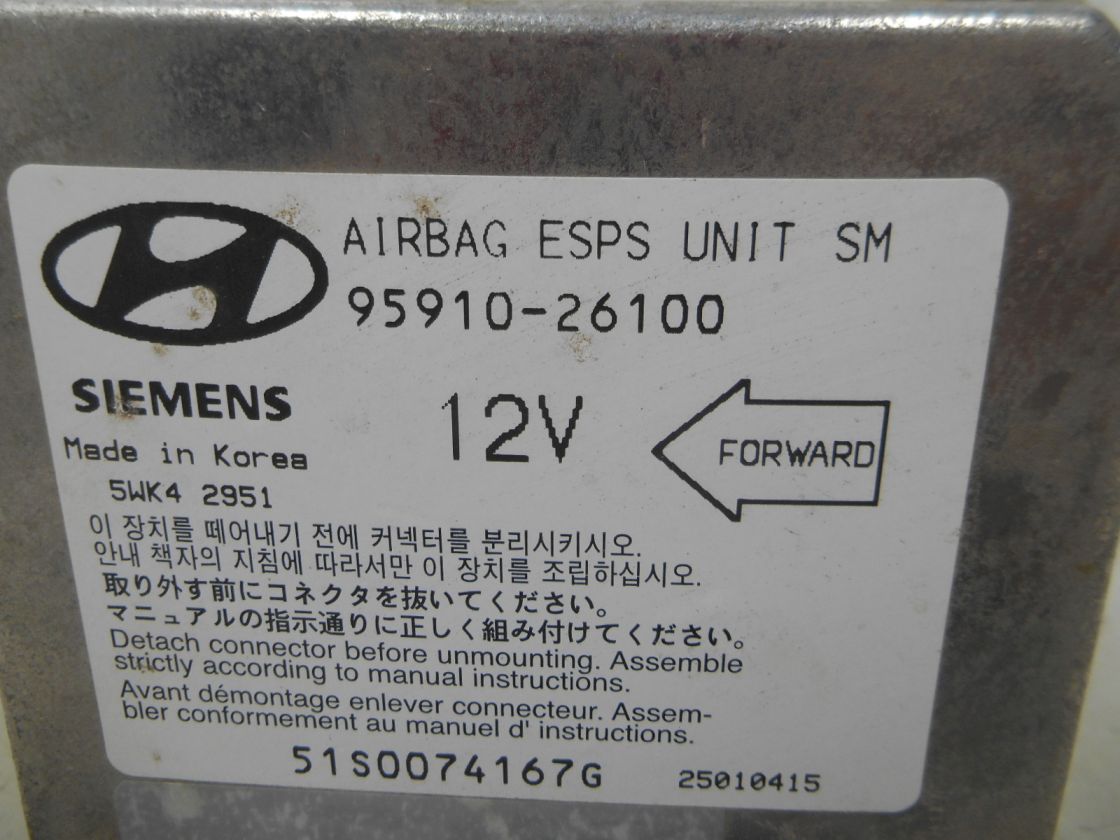 AIRBAG ESPS UNIT SM
95910-26100
SIEMENS
12V
FORWARD
Made in Korea
5WK4 2951
이 장치를 떼어내기 전에 커넥터를 분리시키시오.
안내 책자의 지침에 따라서만 이 장치를 조립하십시오.
取り外す前にコネクタを抜いてください。
マニュアルの指示通りに正しく組み付けてください。
Detach connector before unmounting. Assemble
strictly according to manual instructions.
Avant démontage enlever connecteur. Assem-
bler conformement au manuel d' instructions.
51S0074167G
25010415